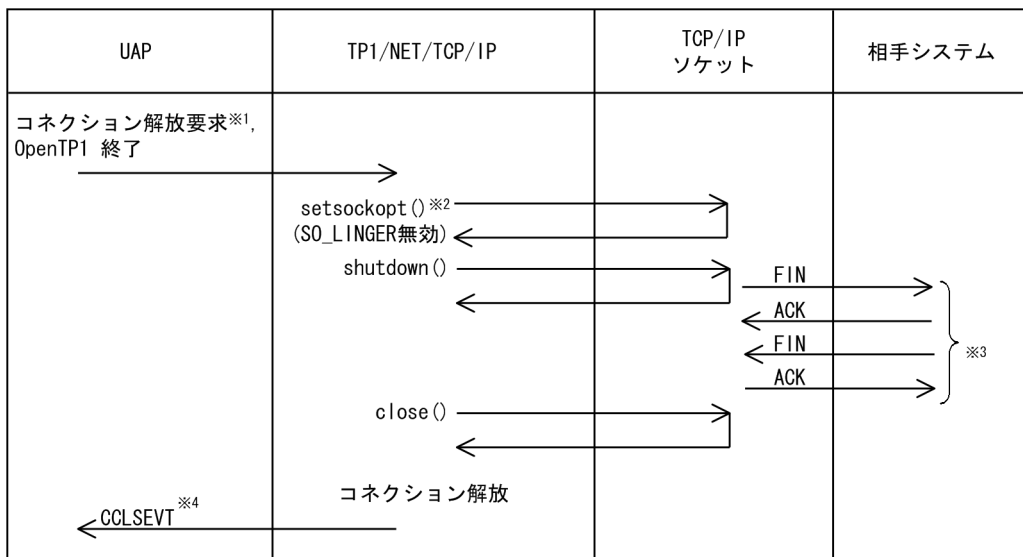 UAP
TP1/NET/TCP/IP
TCP/IP
ソケット
相手システム
コネクション解放要求※1,
OpenTP1 終了
setsockopt()※2
(SO_LINGER無効)
shutdown()
FIN
ACK
FIN
※3
ACK
close()
コネクション解放
CCLSEVT※4